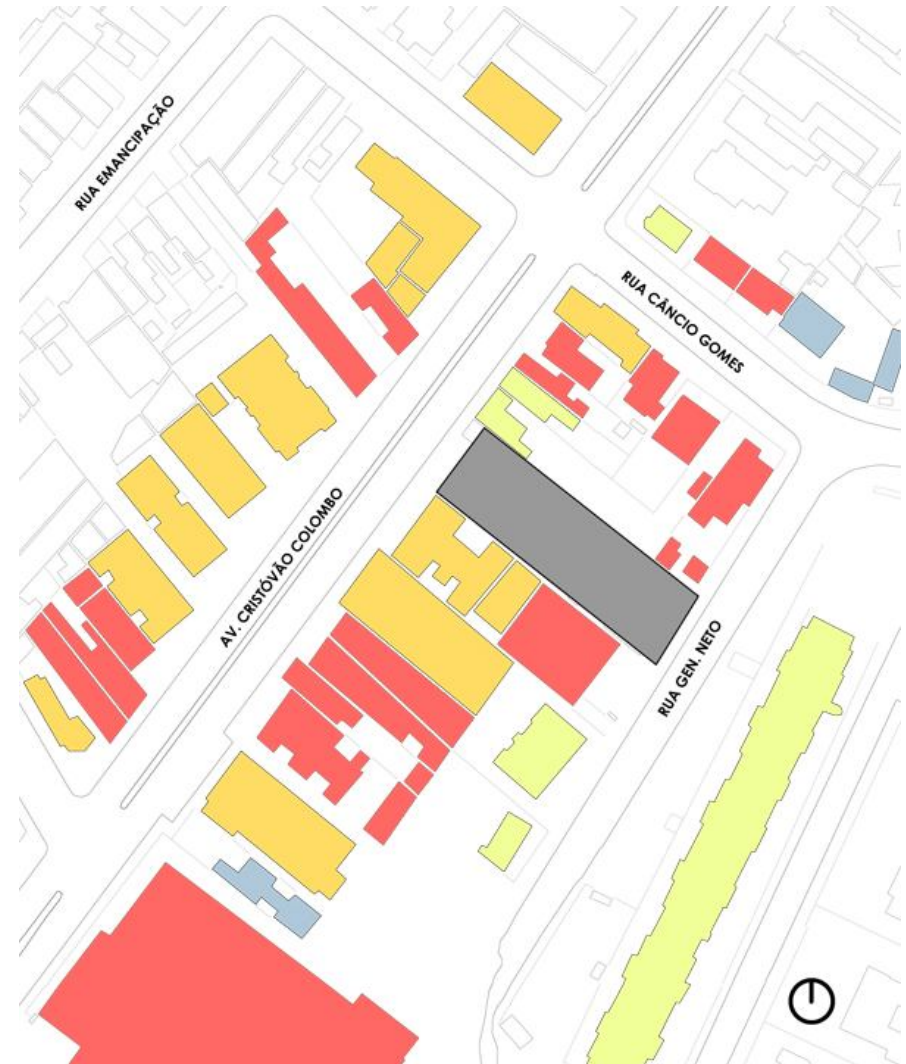 RUA EMANCIPAÇÃO
RUA CÂNCIO GOMES
AV. CRISTÓVÃO COLOMBO
RUA GEN. NETO